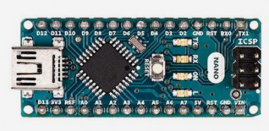 D12 D11 D10 D9 D8 D7 D6 D5 D4 D3 D2 GND RST RX0 TX1
ICSP
NANO
D13 3V3 REF A0 A1 A2 A3 A4 A5 A6 A7 5V RST GND VIN